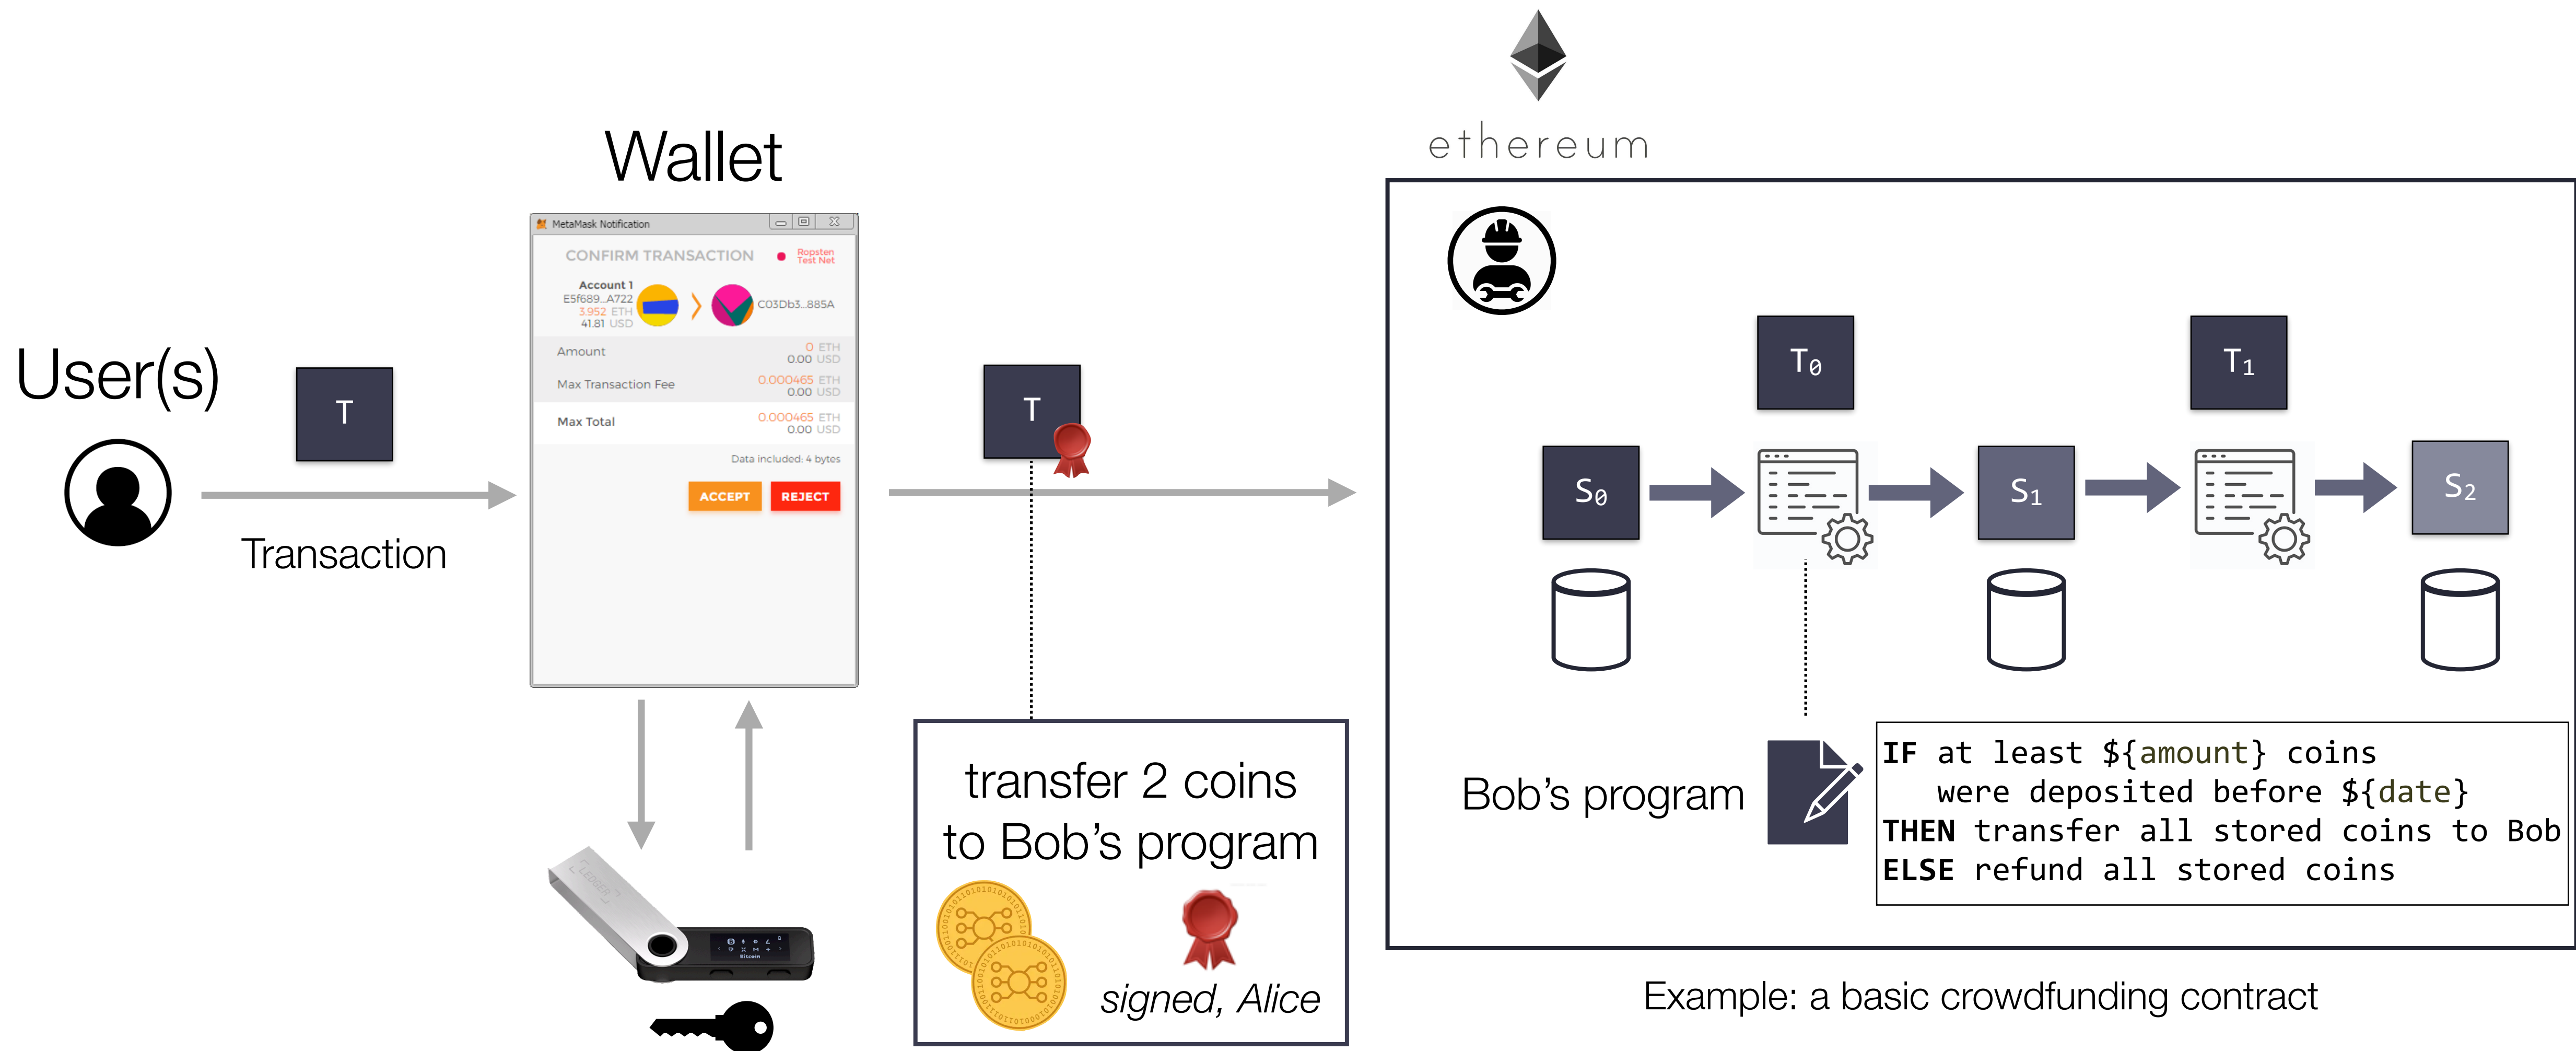 ethereum
Wallet
MetaMask Notification
CONFIRM TRANSACTION
Ropsten
Test Net
Account 1
E5f689...A722
3.952 ETH
41.81 USD
C03Db3...885A
Amount
0 ETH
0.00 USD
Max Transaction Fee
0.000465 ETH
0.00 USD
Max Total
0.000465 ETH
0.00 USD
Data included: 4 bytes
ACCEPT
REJECT
User(s)
T
Transaction
T
LEDGER
Bitcoin
transfer 2 coins
to Bob’s program
signed, Alice
T₀
T₁
S₀
S₁
S₂
Bob’s program
IF at least ${amount} coins
were deposited before ${date}
THEN transfer all stored coins to Bob
ELSE refund all stored coins
Example: a basic crowdfunding contract